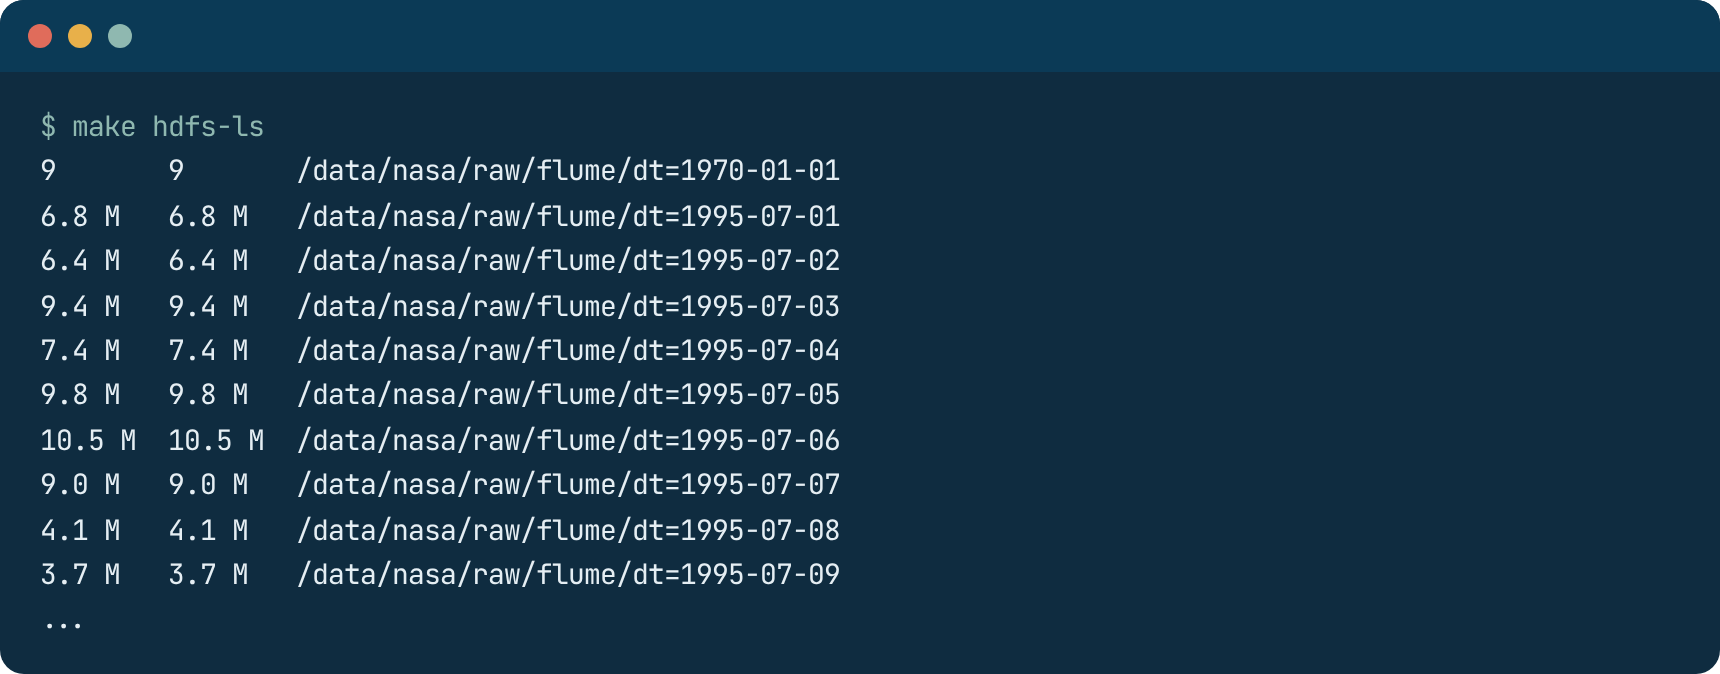 $ make hdfs-ls
9       9       /data/nasa/raw/flume/dt=1970-01-01
6.8 M   6.8 M   /data/nasa/raw/flume/dt=1995-07-01
6.4 M   6.4 M   /data/nasa/raw/flume/dt=1995-07-02
9.4 M   9.4 M   /data/nasa/raw/flume/dt=1995-07-03
7.4 M   7.4 M   /data/nasa/raw/flume/dt=1995-07-04
9.8 M   9.8 M   /data/nasa/raw/flume/dt=1995-07-05
10.5 M  10.5 M  /data/nasa/raw/flume/dt=1995-07-06
9.0 M   9.0 M   /data/nasa/raw/flume/dt=1995-07-07
4.1 M   4.1 M   /data/nasa/raw/flume/dt=1995-07-08
3.7 M   3.7 M   /data/nasa/raw/flume/dt=1995-07-09
...